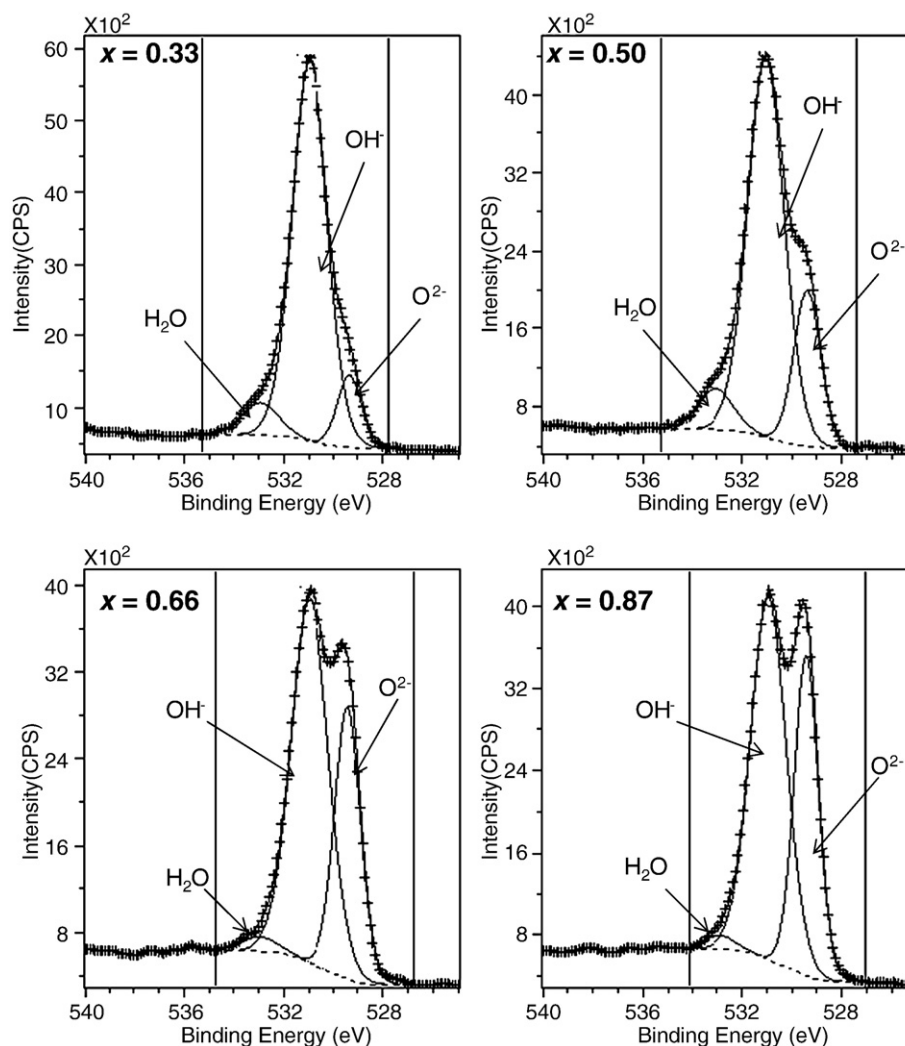 X10²
x = 0.33
60
50
40
30
20
10
Intensity(CPS)
OH⁻
H₂O
O²⁻
540 536 532 528
Binding Energy (eV)
X10²
x = 0.50
40
32
24
16
8
Intensity(CPS)
OH⁻
H₂O
O²⁻
540 536 532 528
Binding Energy (eV)
X10²
x = 0.66
40
32
24
16
8
Intensity(CPS)
OH⁻
O²⁻
H₂O
540 536 532 528
Binding Energy (eV)
X10²
x = 0.87
40
32
24
16
8
Intensity(CPS)
OH⁻
O²⁻
H₂O
540 536 532 528
Binding Energy (eV)